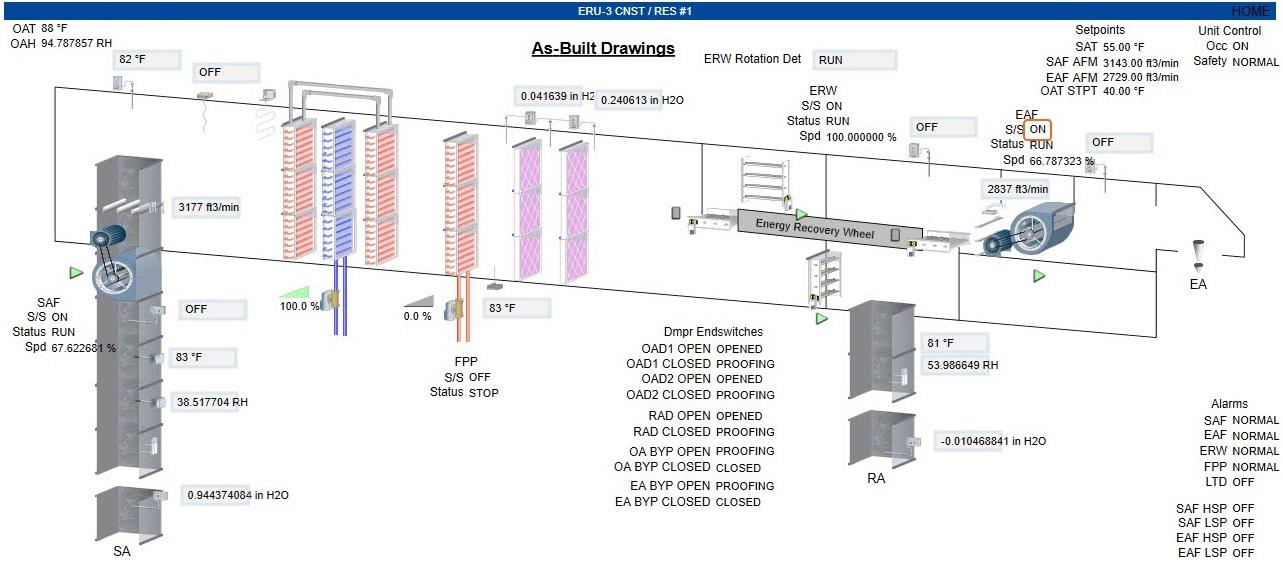 ERU-3 CNST / RES #1
HOME
OAT 88 °F
OAH 94.787857 RH
82 °F
OFF
As-Built Drawings
ERW Rotation Det RUN
Setpoints
SAT 55.00 °F
SAF AFM 3143.00 ft3/min
EAF AFM 2729.00 ft3/min
OAT STPT 40.00 °F
Unit Control
Occ ON
Safety NORMAL
0.041639 in H2
0.240613 in H2O
ERW
S/S ON
Status RUN
Spd 100.000000 %
OFF
EAF
S/S ON
Status RUN
Spd 66.787323 %
OFF
3177 ft3/min
2837 ft3/min
Energy Recovery Wheel
EA
SAF
S/S ON
Status RUN
Spd 67.622681 %
OFF
83 °F
38.517704 RH
0.944374084 in H2O
SA
100.0 %
0.0 %
83 °F
FPP
S/S OFF
Status STOP
Dmpr Endswitches
OAD1 OPEN OPENED
OAD1 CLOSED PROOFING
OAD2 OPEN OPENED
OAD2 CLOSED PROOFING
RAD OPEN OPENED
RAD CLOSED PROOFING
OA BYP OPEN PROOFING
OA BYP CLOSED CLOSED
EA BYP OPEN PROOFING
EA BYP CLOSED CLOSED
81 °F
53.986649 RH
-0.010468841 in H2O
RA
Alarms
SAF NORMAL
EAF NORMAL
ERW NORMAL
FPP NORMAL
LTD OFF
SAF HSP OFF
SAF LSP OFF
EAF HSP OFF
EAF LSP OFF